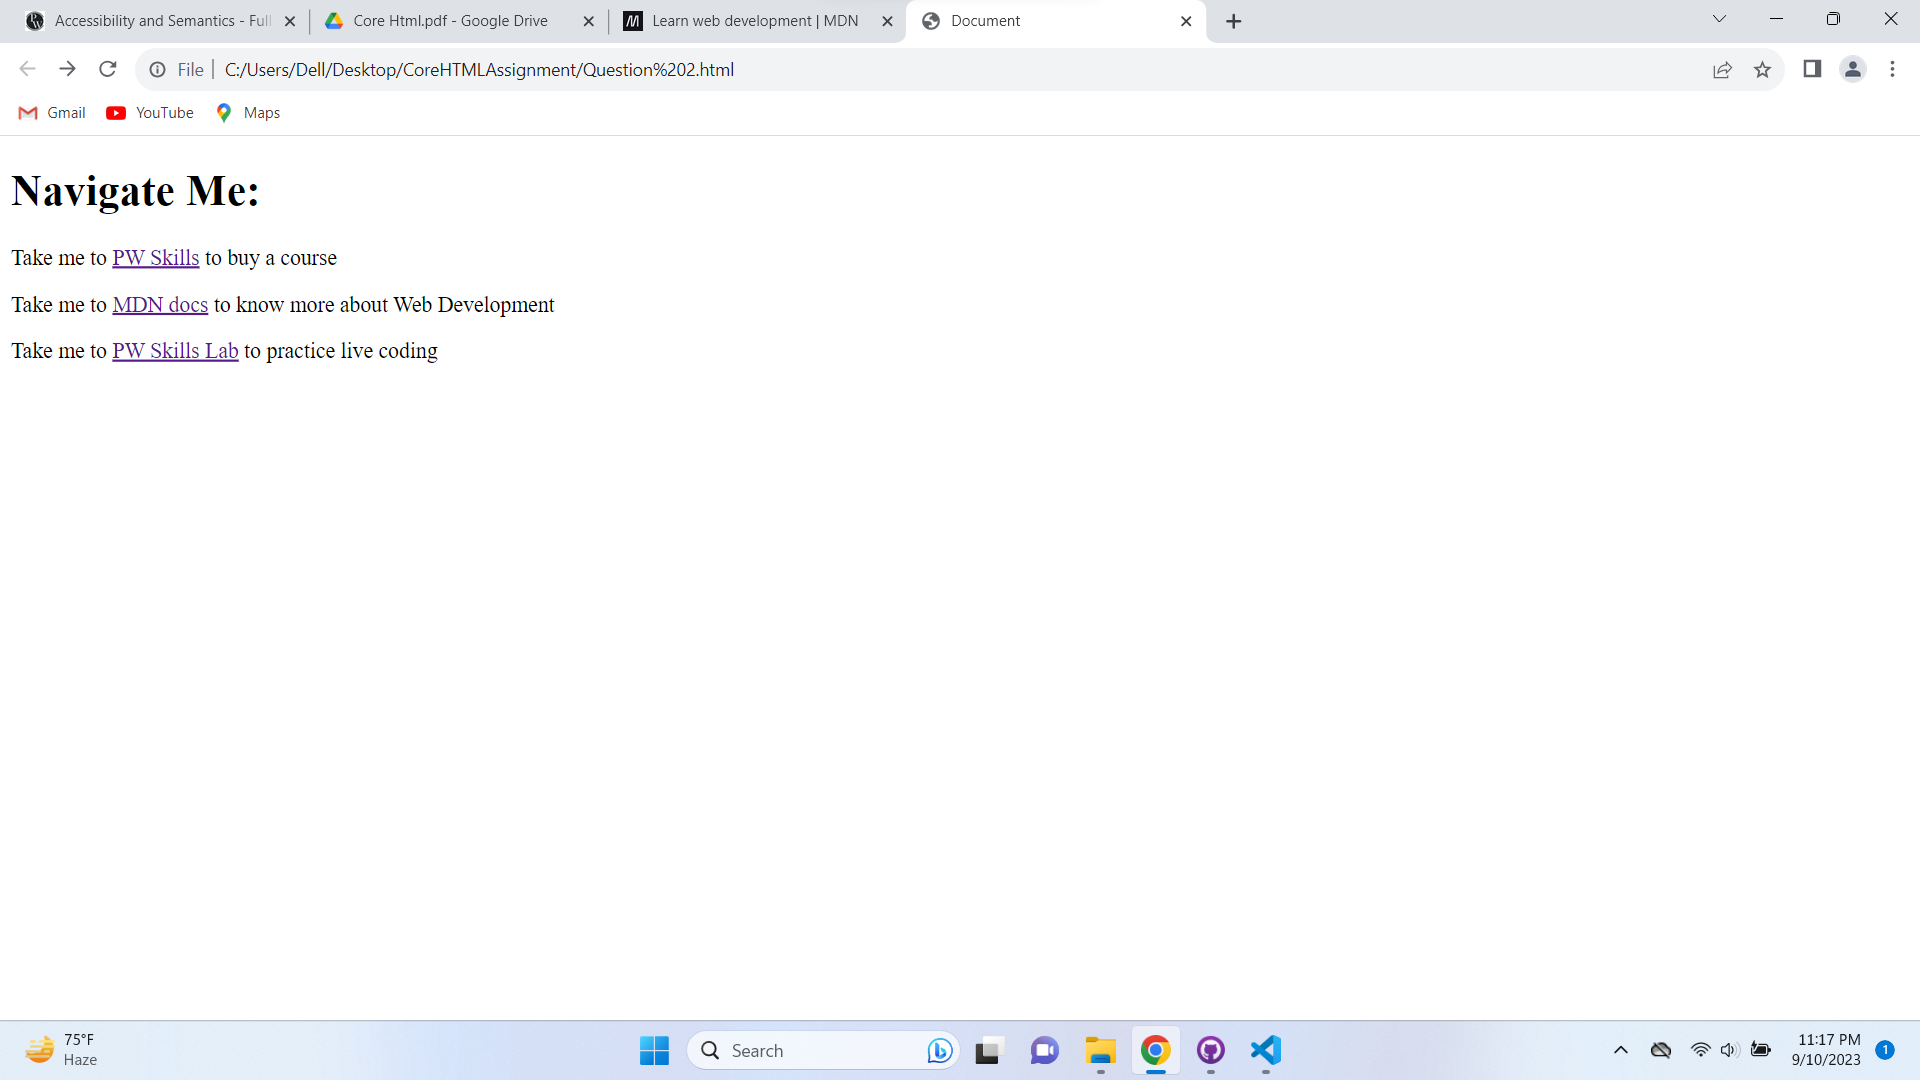 Accessibility and Semantics - Full
Core Html.pdf - Google Drive
Learn web development | MDN
Document
File
C:/Users/Dell/Desktop/CoreHTMLAssignment/Question%202.html
Gmail
YouTube
Maps
Navigate Me:
Take me to PW Skills to buy a course
Take me to MDN docs to know more about Web Development
Take me to PW Skills Lab to practice live coding
75°F
Haze
Search
11:17 PM
9/10/2023
1